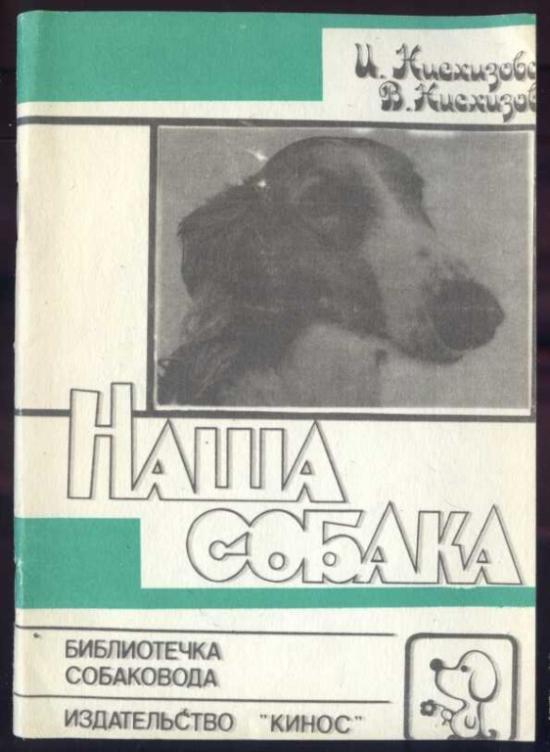 И. Нисхизова
В. Нисхизов
НАША
СОБАКА
БИБЛИОТЕЧКА
СОБАКОВОДА
ИЗДАТЕЛЬСТВО "КИНОС"